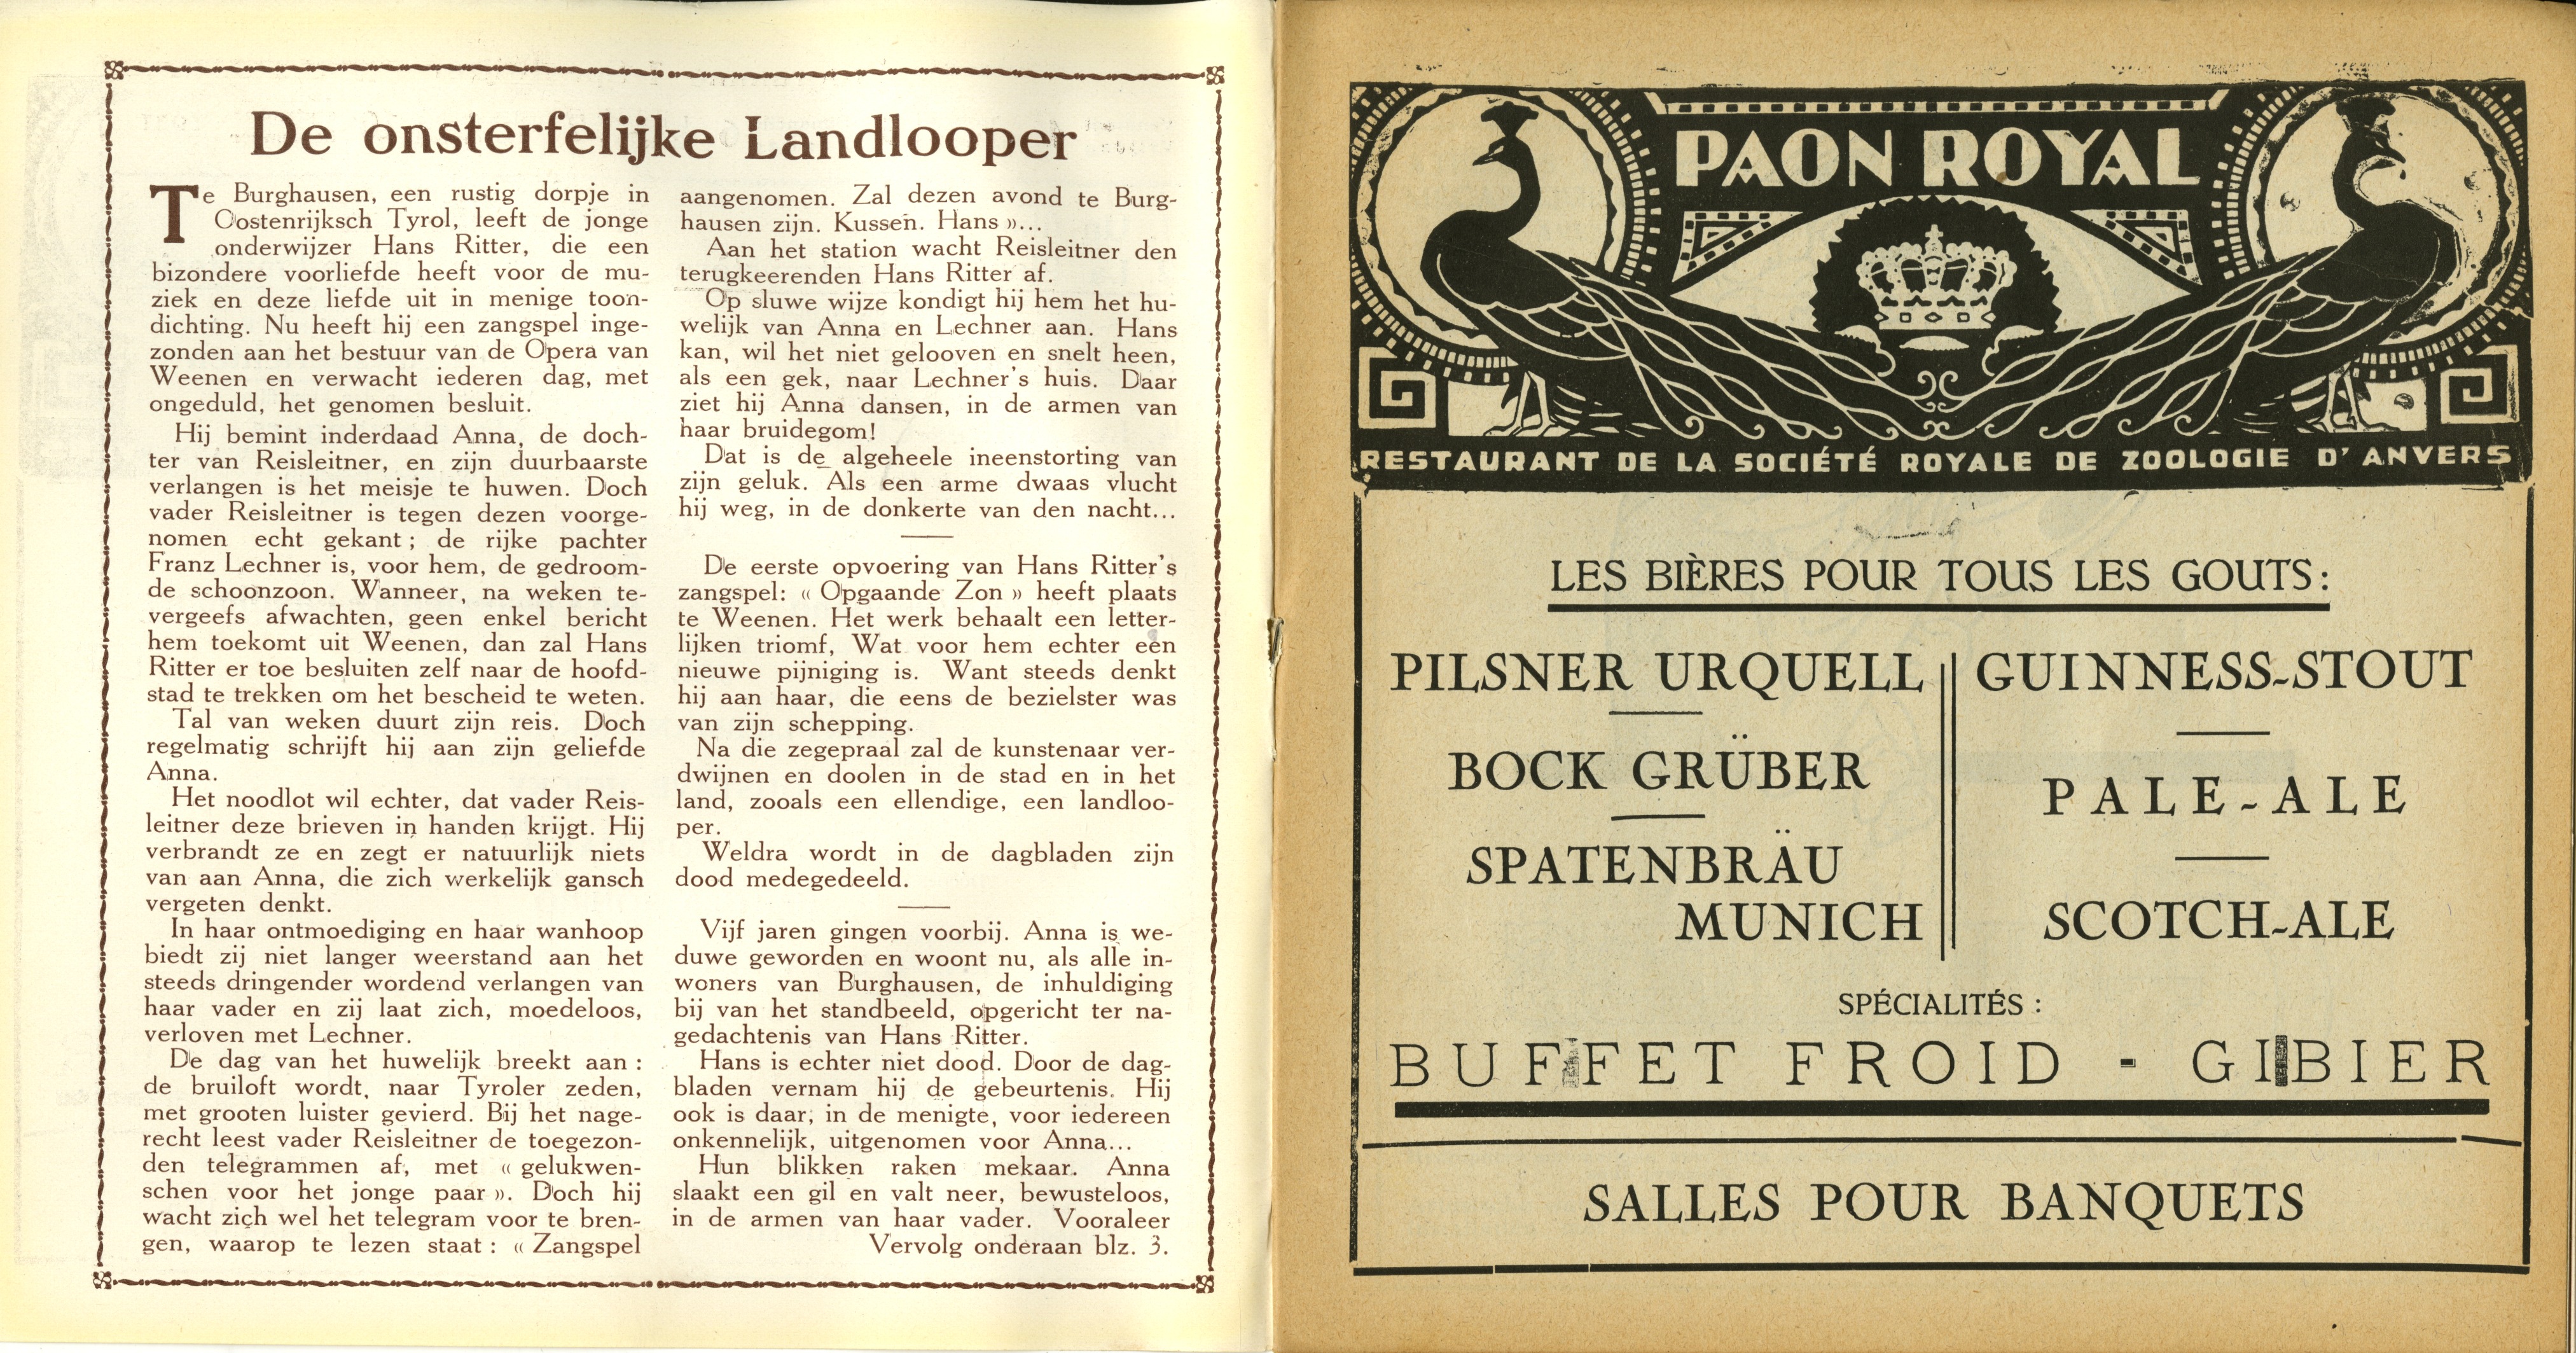 De onsterfelijke Landlooper
Te Burghausen, een rustig dorpje in
Oostenrijksch Tyrol, leeft de jonge
onderwijzer Hans Ritter, die een
bizondere voorliefde heeft voor de mu-
ziek en deze liefde uit in menige toon-
dichting. Nu heeft hij een zangspel inge-
zonden aan het bestuur van de Opera van
Weenen en verwacht iederen dag, met
ongeduld, het genomen besluit.
Hij bemint inderdaad Anna, de doch-
ter van Reisleitner, en zijn duurbaarste
verlangen is het meisje te huwen. Doch
vader Reisleitner is tegen dezen voorge-
nomen echt gekant ; de rijke pachter
Franz Lechner is, voor hem, de gedroom-
de schoonzoon. Wanneer, na weken te-
vergeefs afwachten, geen enkel bericht
hem toekomt uit Weenen, dan zal Hans
Ritter er toe besluiten zelf naar de hoofd-
stad te trekken om het bescheid te weten.
Tal van weken duurt zijn reis. Doch
regelmatig schrijft hij aan zijn geliefde
Anna.
Het noodlot wil echter, dat vader Reis-
leitner deze brieven in handen krijgt. Hij
verbrandt ze en zegt er natuurlijk niets
van aan Anna, die zich werkelijk gansch
vergeten denkt.
In haar ontmoediging en haar wanhoop
biedt zij niet langer weerstand aan het
steeds dringender wordend verlangen van
haar vader en zij laat zich, moedeloos,
verloven met Lechner.
De dag van het huwelijk breekt aan :
de bruiloft wordt, naar Tyroler zeden,
met grooten luister gevierd. Bij het nage-
recht leest vader Reisleitner de toegezon-
den telegrammen af, met « gelukwen-
schen voor het jonge paar ». Doch hij
wacht zich wel het telegram voor te bren-
gen, waarop te lezen staat : « Zangspel
aangenomen. Zal dezen avond te Burg-
hausen zijn. Kussen. Hans »...
Aan het station wacht Reisleitner den
terugkeerenden Hans Ritter af.
Op sluwe wijze kondigt hij hem het hu-
welijk van Anna en Lechner aan. Hans
kan, wil het niet gelooven en snelt heen,
als een gek, naar Lechner's huis. Daar
ziet hij Anna dansen, in de armen van
haar bruidegom!
Dat is de algeheele ineenstorting van
zijn geluk. Als een arme dwaas vlucht
hij weg, in de donkerte van den nacht...
De eerste opvoering van Hans Ritter's
zangspel: « Opgaande Zon » heeft plaats
te Weenen. Het werk behaalt een letter-
lijken triomf, Wat voor hem echter een
nieuwe pijniging is. Want steeds denkt
hij aan haar, die eens de bezielster was
van zijn schepping.
Na die zegepraal zal de kunstenaar ver-
dwijnen en doolen in de stad en in het
land, zooals een ellendige, een landloo-
per.
Weldra wordt in de dagbladen zijn
dood medegedeeld.
Vijf jaren gingen voorbij. Anna is we-
duwe geworden en woont nu, als alle in-
woners van Burghausen, de inhuldiging
bij van het standbeeld, opgericht ter na-
gedachtenis van Hans Ritter.
Hans is echter niet dood. Door de dag-
bladen vernam hij de gebeurtenis. Hij
ook is daar, in de menigte, voor iedereen
onkennelijk, uitgenomen voor Anna...
Hun blikken raken mekaar. Anna
slaakt een gil en valt neer, bewusteloos,
in de armen van haar vader. Vooraleer
Vervolg onderaan blz. 3.
PAON ROYAL
RESTAURANT DE LA SOCIÉTÉ ROYALE DE ZOOLOGIE D'ANVERS
LES BIÈRES POUR TOUS LES GOUTS:
PILSNER URQUELL
BOCK GRÜBER
SPATENBRÄU
MUNICH
GUINNESS-STOUT
PALE-ALE
SCOTCH-ALE
SPÉCIALITÉS :
BUFFET FROID - GIBIER
SALLES POUR BANQUETS